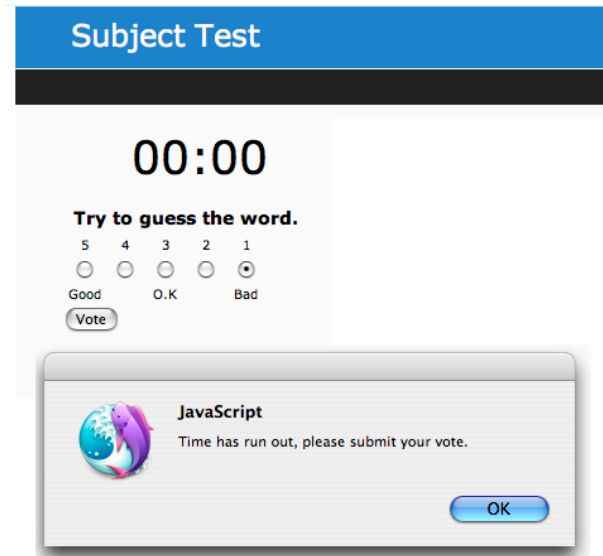 Subject Test
00:00
Try to guess the word.
5 4 3 2 1
Good O.K Bad
Vote
JavaScript
Time has run out, please submit your vote.
OK